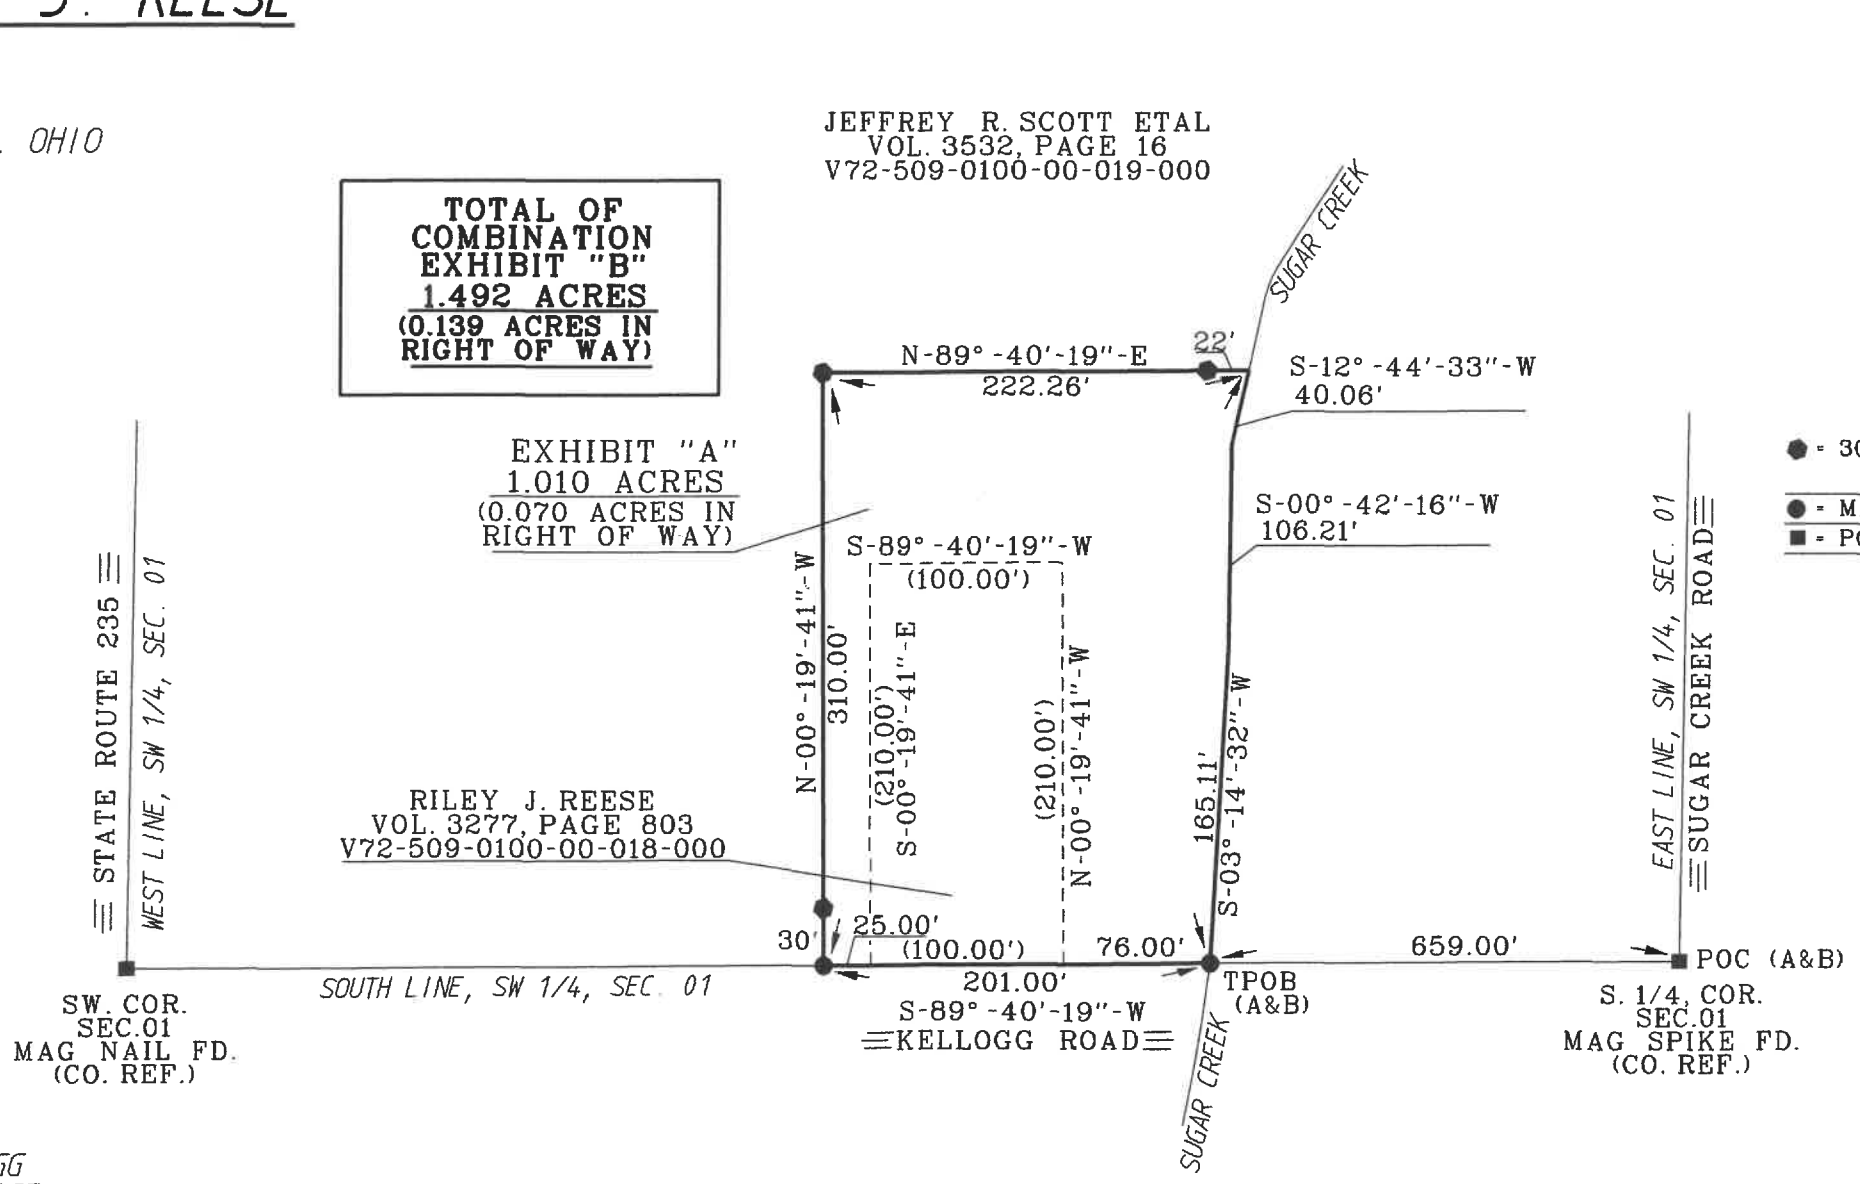 J. REESE
OHIO
JEFFREY R. SCOTT ETAL
VOL. 3532, PAGE 16
V72-509-0100-00-019-000
SUGAR CREEK
TOTAL OF
COMBINATION
EXHIBIT "B"
1.492 ACRES
(0.139 ACRES IN
RIGHT OF WAY)
N-89°-40'-19"-E
222.26'
22'
S-12°-44'-33"-W
40.06'
EXHIBIT "A"
1.010 ACRES
(0.070 ACRES IN
RIGHT OF WAY)
S-00°-42'-16"-W
106.21'
S-89°-40'-19"-W
(100.00')
N-00°-19'-41"-W
310.00'
(210.00')
S-00°-19'-41"-E
(210.00')
N-00°-19'-41"-W
165.11'
S-03°-14'-32"-W
STATE ROUTE 235
WEST LINE, SW 1/4, SEC. 01
EAST LINE, SW 1/4, SEC. 01
SUGAR CREEK ROAD
= 30
= M
= P
RILEY J. REESE
VOL. 3277, PAGE 803
V72-509-0100-00-018-000
30'
25.00'
(100.00')
76.00'
659.00'
POC (A&B)
SOUTH LINE, SW 1/4, SEC. 01
201.00'
S-89°-40'-19"-W
KELLOGG ROAD
TPOB
(A&B)
SUGAR CREEK
SW. COR.
SEC.01
MAG NAIL FD.
(CO. REF.)
S. 1/4, COR.
SEC.01
MAG SPIKE FD.
(CO. REF.)
GG